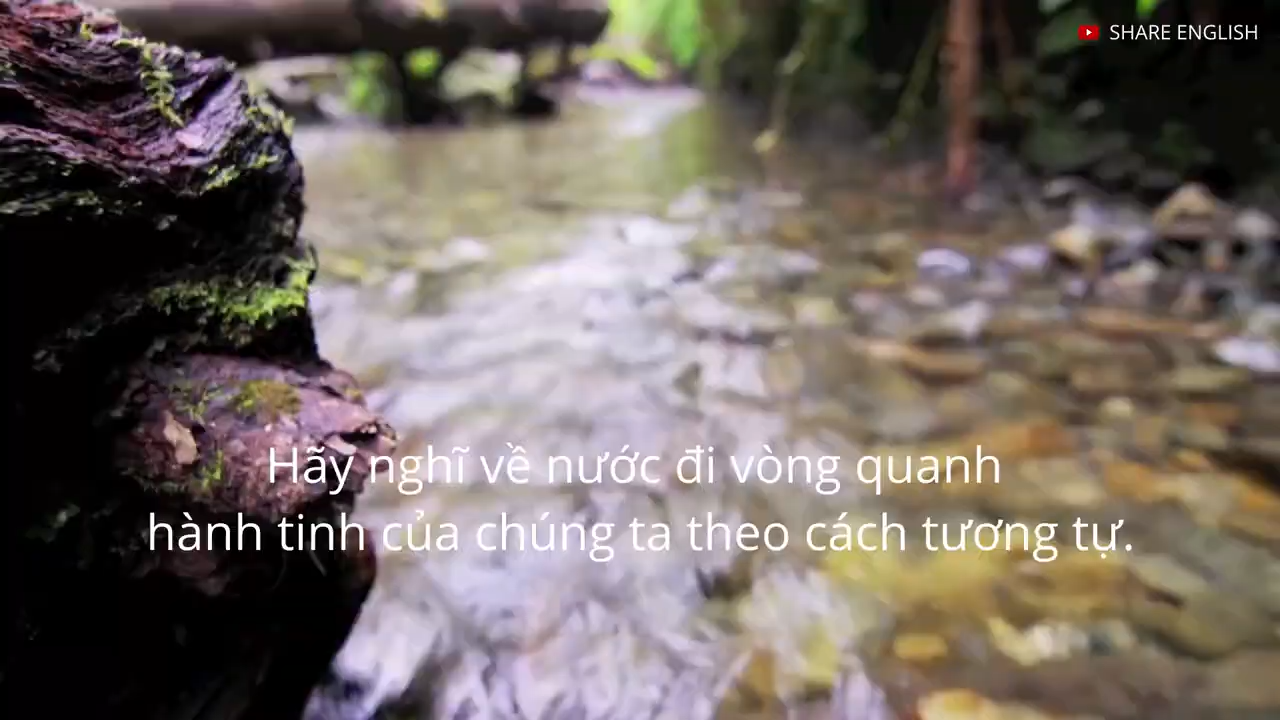 SHARE ENGLISH
Hãy nghĩ về nước đi vòng quanh
hành tinh của chúng ta theo cách tương tự.